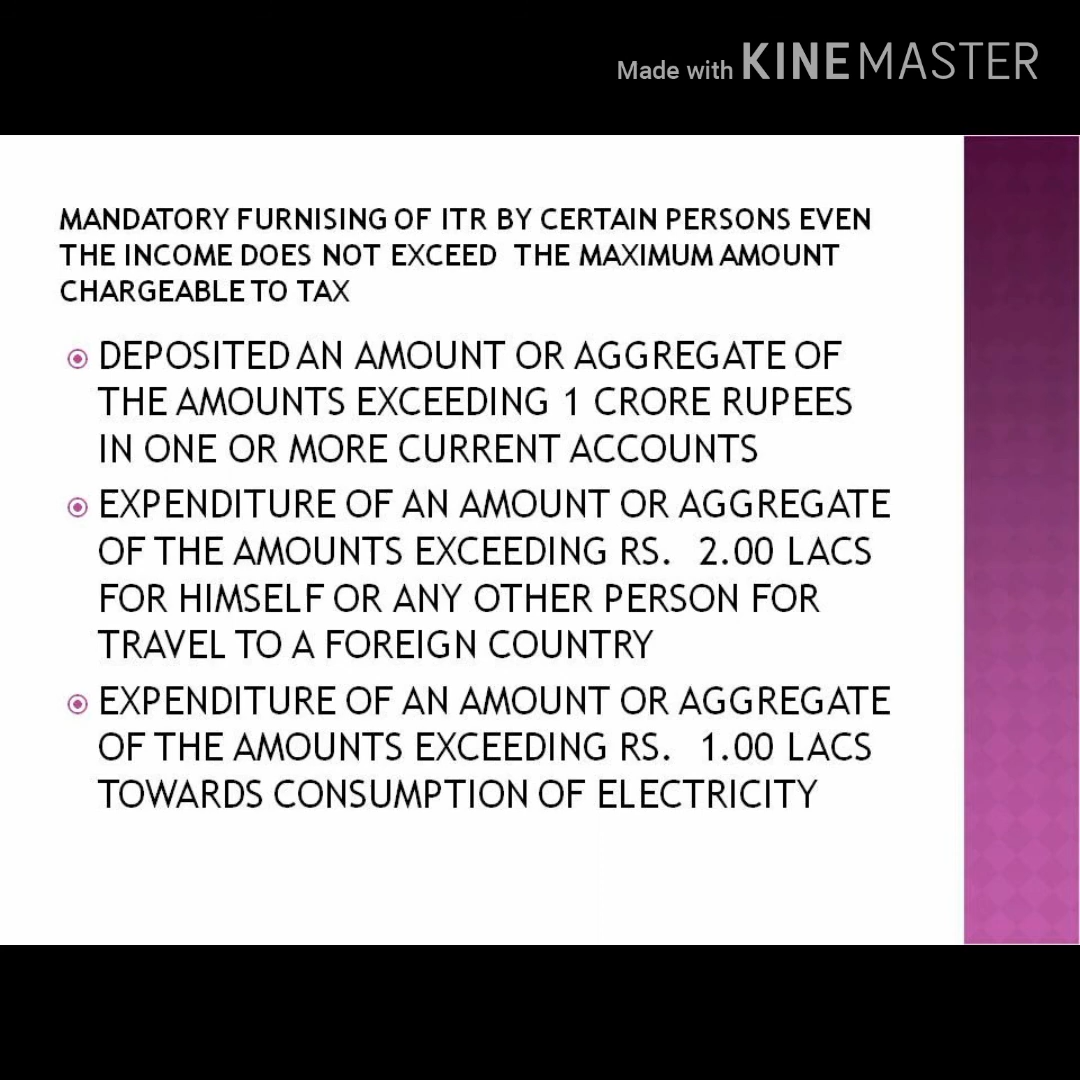 Made with KINEMASTER
MANDATORY FURNISING OF ITR BY CERTAIN PERSONS EVEN
THE INCOME DOES NOT EXCEED THE MAXIMUM AMOUNT
CHARGEABLE TO TAX
DEPOSITED AN AMOUNT OR AGGREGATE OF
THE AMOUNTS EXCEEDING 1 CRORE RUPEES
IN ONE OR MORE CURRENT ACCOUNTS
EXPENDITURE OF AN AMOUNT OR AGGREGATE
OF THE AMOUNTS EXCEEDING RS. 2.00 LACS
FOR HIMSELF OR ANY OTHER PERSON FOR
TRAVEL TO A FOREIGN COUNTRY
EXPENDITURE OF AN AMOUNT OR AGGREGATE
OF THE AMOUNTS EXCEEDING RS. 1.00 LACS
TOWARDS CONSUMPTION OF ELECTRICITY